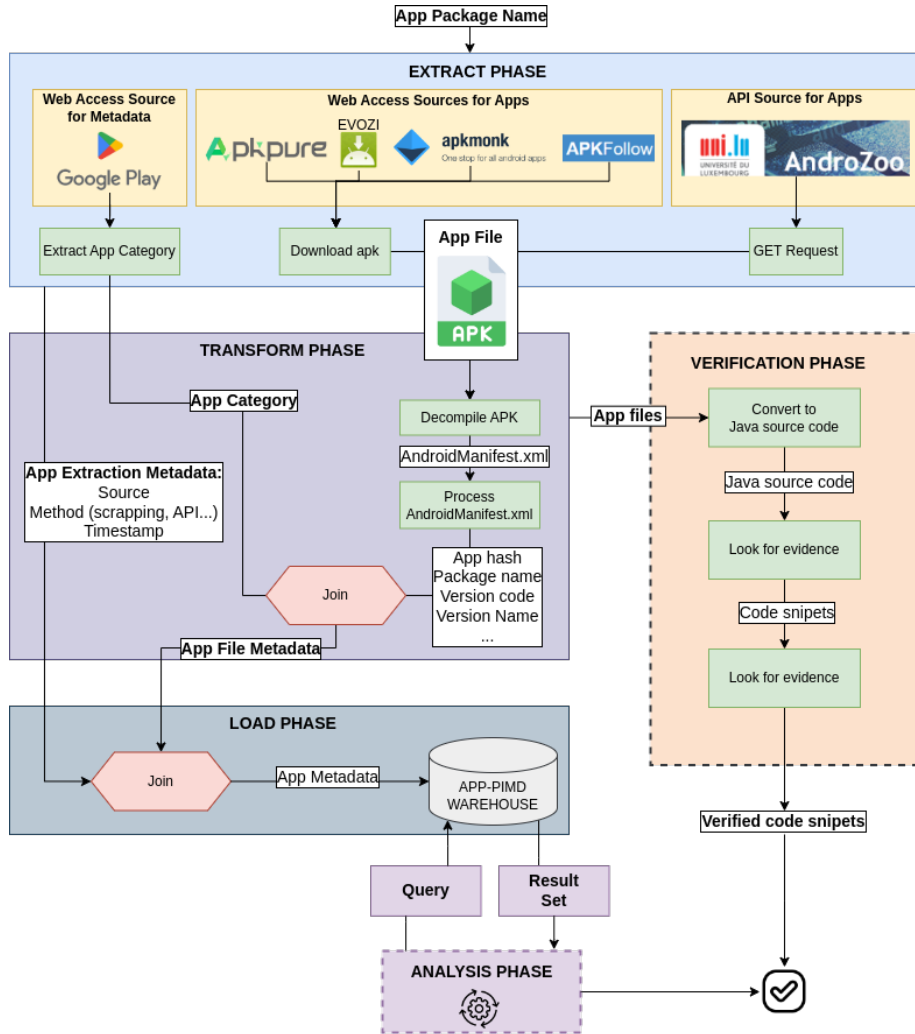 App Package Name
EXTRACT PHASE
Web Access Source
for Metadata
Google Play
Web Access Sources for Apps
Apkpure
EVOZI
apkmonk
One stop for all android apps
APKFollow
API Source for Apps
uni.lu
UNIVERSITÉ DU
LUXEMBOURG
AndroZoo
Extract App Category
Download apk
App File
APK
GET Request
TRANSFORM PHASE
App Category
Decompile APK
AndroidManifest.xml
Process
AndroidManifest.xml
App hash
Package name
Version code
Version Name
...
Join
App Extraction Metadata:
Source
Method (scrapping, API...)
Timestamp
App File Metadata
App files
VERIFICATION PHASE
Convert to
Java source code
Java source code
Look for evidence
Code snipets
Look for evidence
Verified code snipets
LOAD PHASE
Join
App Metadata
APP-PIMD
WAREHOUSE
Query
Result
Set
ANALYSIS PHASE